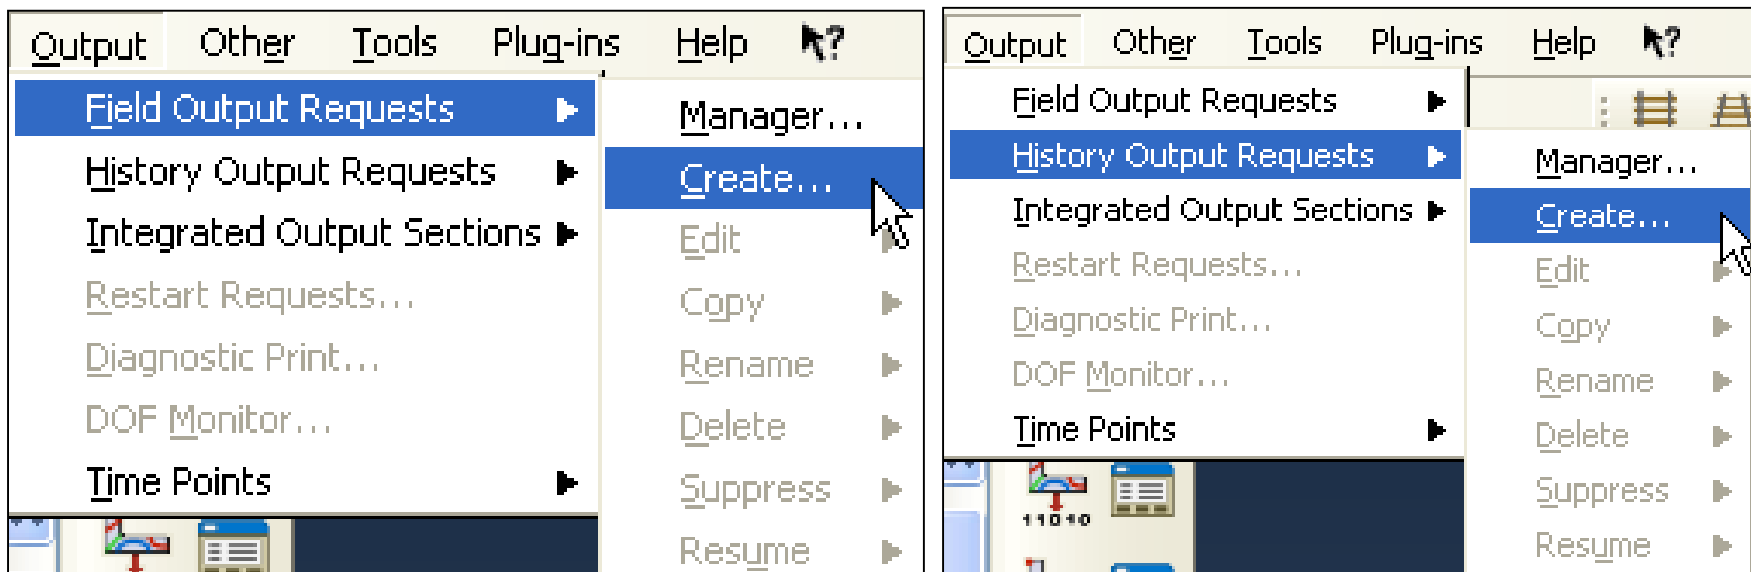 Output Other Tools Plug-ins Help
Field Output Requests
History Output Requests
Integrated Output Sections
Restart Requests...
Diagnostic Print...
DOF Monitor...
Time Points
Manager...
Create...
Edit
Copy
Rename
Delete
Suppress
Resume
Output Other Tools Plug-ins Help
Field Output Requests
History Output Requests
Integrated Output Sections
Restart Requests...
Diagnostic Print...
DOF Monitor...
Time Points
Manager...
Create...
Edit
Copy
Rename
Delete
Suppress
Resume
11010